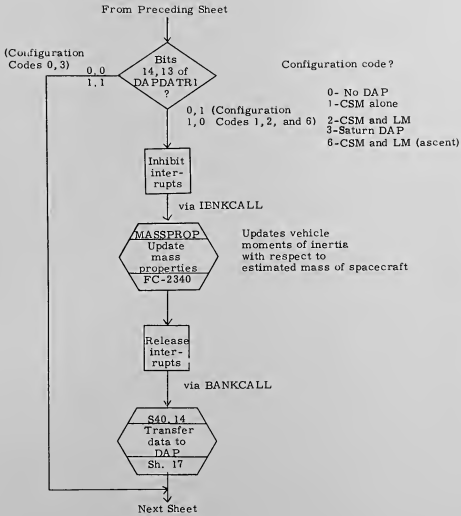 From Preceding Sheet
(Configuration
Codes 0, 3)
0, 0
1, 1
Bits
14, 13 of
DAPDATR1
?
Configuration code?
0- No DAP
1-CSM alone
2-CSM and LM
3-Saturn DAP
6-CSM and LM (ascent)
0, 1 (Configuration
1, 0 Codes 1, 2, and 6)
Inhibit
inter-
rupts
via IBNKCALL
MASSPROP
Update
mass
properties
FC-2340
Updates vehicle
moments of inertia
with respect to
estimated mass of spacecraft
Release
inter-
rupts
via BANKCALL
S40.14
Transfer
data to
DAP
Sh. 17
Next Sheet